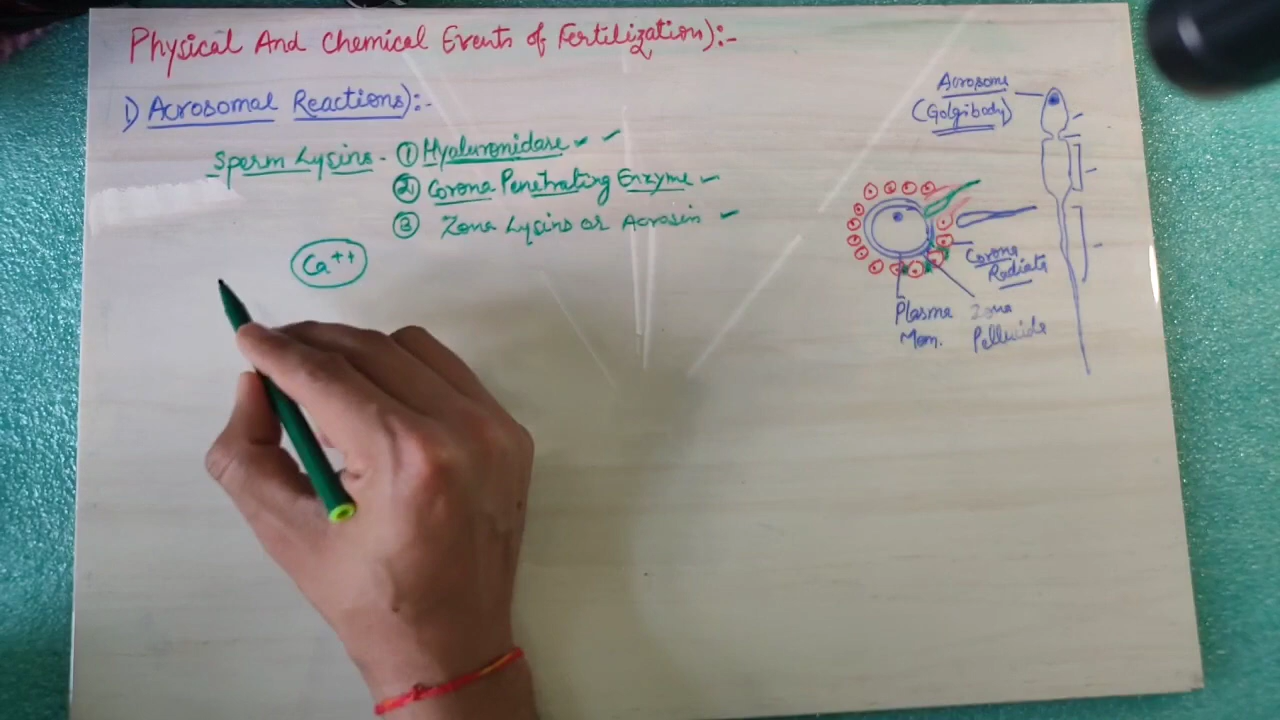 Physical And Chemical Events of Fertilization):-
1) Acrosomal Reactions):-
Sperm Lysins - ① Hyaluronidase
② Corona Penetrating Enzyme
③ Zona Lysins or Acrosin
Ca++
Acrosome
(Golgibody)
Corona
Radiata
Plasma
Mem.
Zona
Pellucida